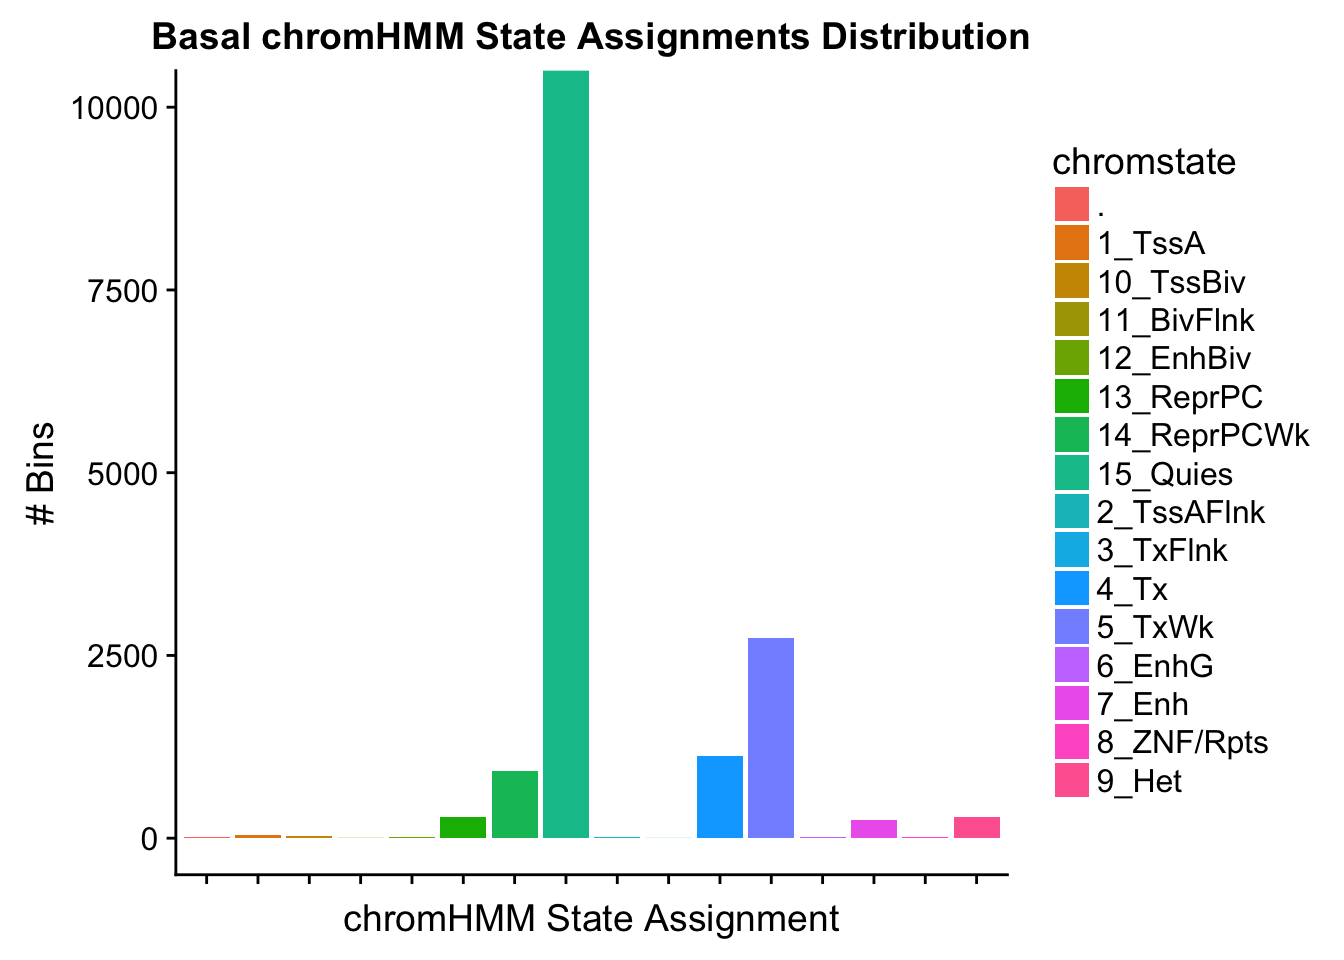 Basal chromHMM State Assignments Distribution
10000
7500
5000
2500
0
# Bins
chromHMM State Assignment
chromstate
.
1_TssA
10_TssBiv
11_BivFlnk
12_EnhBiv
13_ReprPC
14_ReprPCWk
15_Quies
2_TssAFlnk
3_TxFlnk
4_Tx
5_TxWk
6_EnhG
7_Enh
8_ZNF/Rpts
9_Het